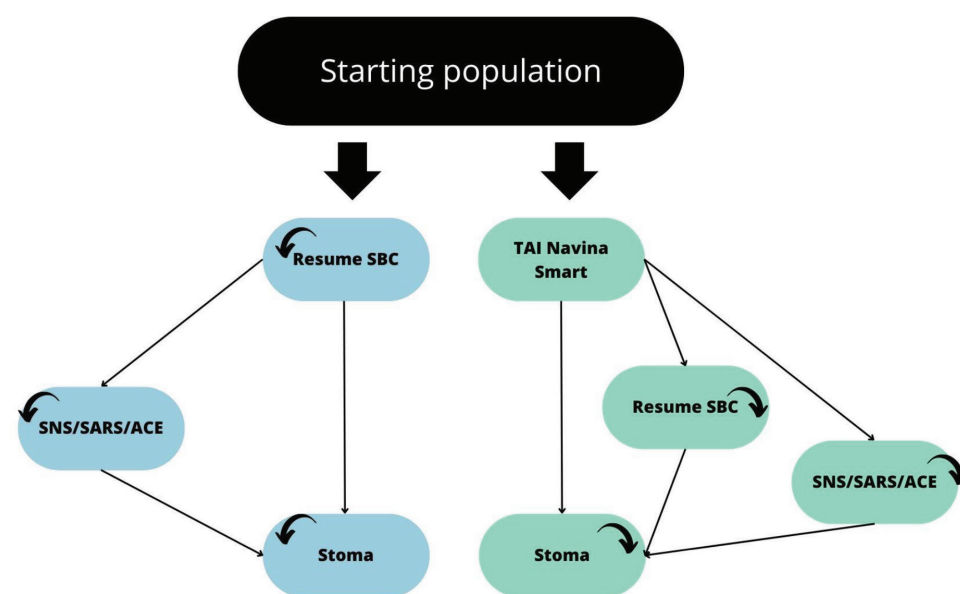 Starting population
Resume SBC
TAI Navina
Smart
Resume SBC
SNS/SARS/ACE
SNS/SARS/ACE
Stoma
Stoma